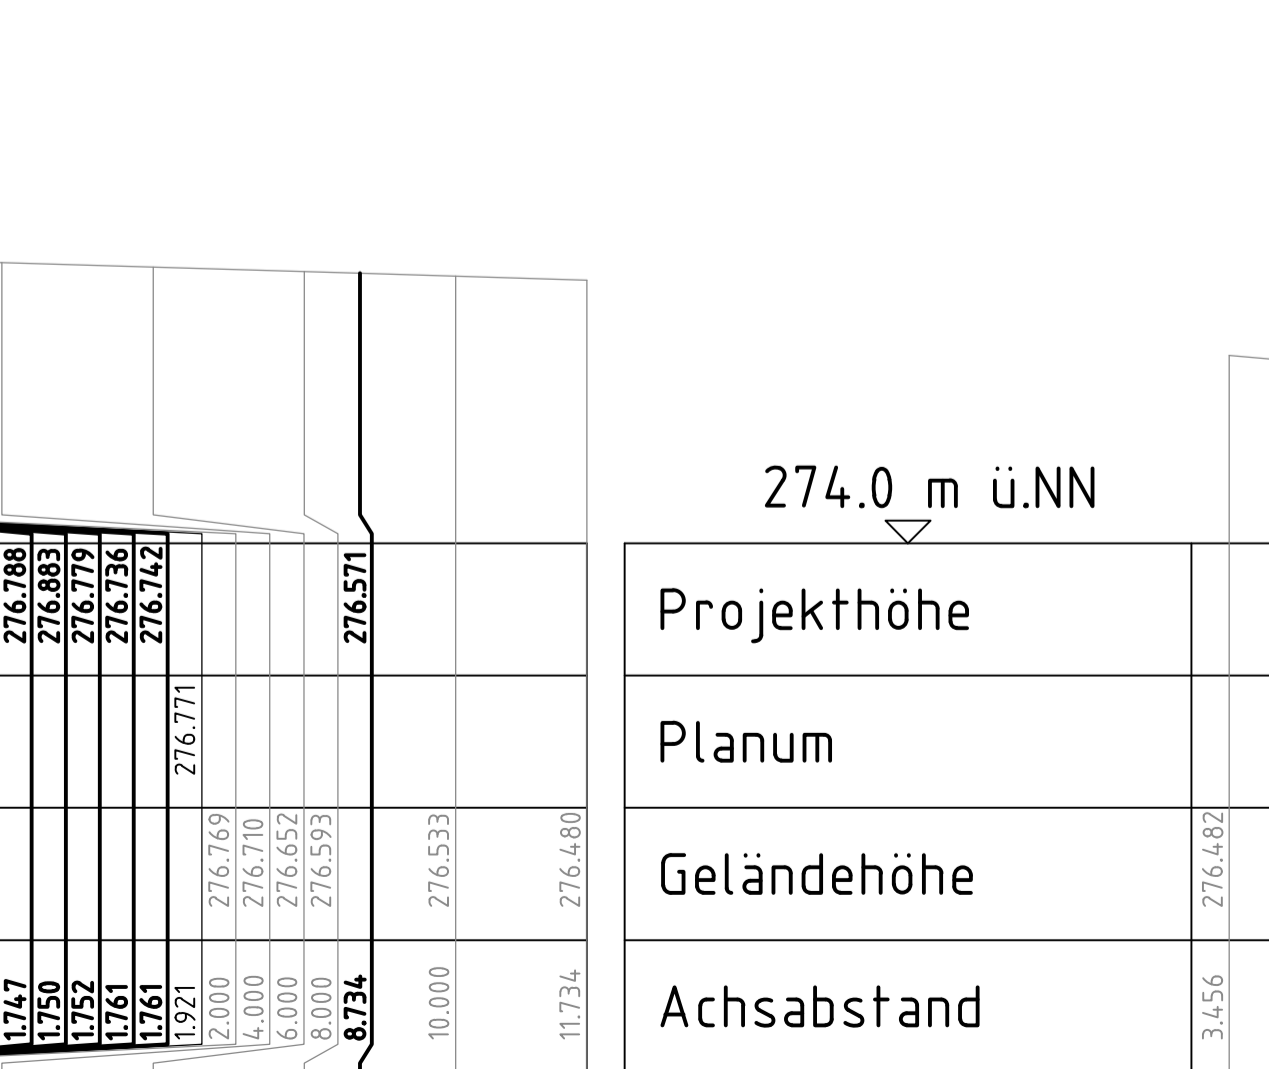 274.0 m ü.NN
276.788 276.883 276.779 276.736 276.742 276.571
Projekthöhe
276.771
Planum
276.769 276.710 276.652 276.593 276.533 276.480
Geländehöhe
276.482
1.747 1.750 1.752 1.761 1.761 1.921 2.000 4.000 6.000 8.000 8.734 10.000 11.734
Achsabstand
3.456